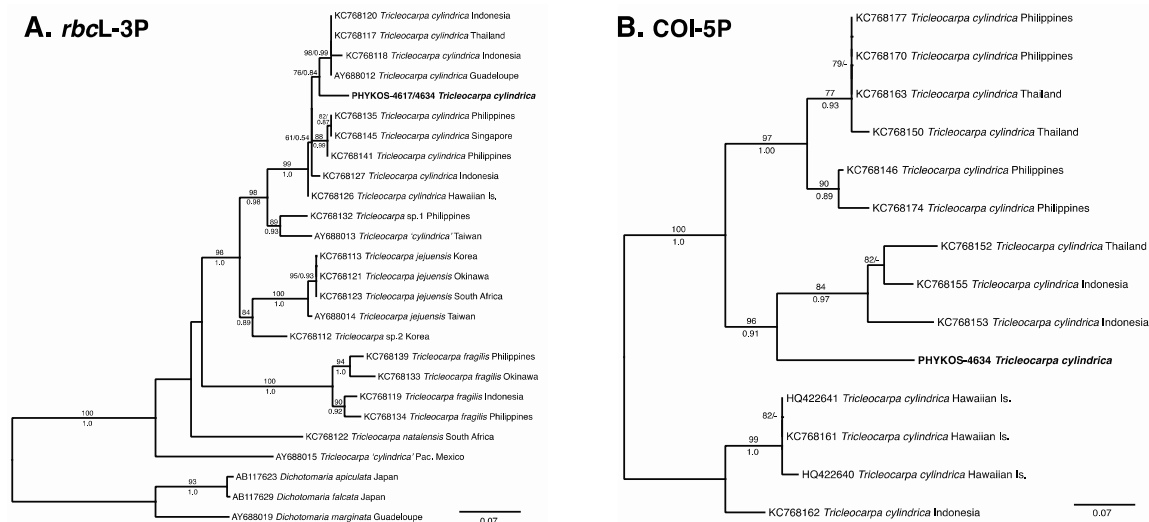 A. rbcL-3P
KC768120 Tricleocarpa cylindrica Indonesia
KC768117 Tricleocarpa cylindrica Thailand
98/0.99
KC768118 Tricleocarpa cylindrica Indonesia
76/0.84
AY688012 Tricleocarpa cylindrica Guadeloupe
PHYKOS-4617/4634 Tricleocarpa cylindrica
82/
0.87
KC768135 Tricleocarpa cylindrica Philippines
61/0.54
88
0.99
KC768145 Tricleocarpa cylindrica Singapore
KC768141 Tricleocarpa cylindrica Philippines
99
1.0
KC768127 Tricleocarpa cylindrica Indonesia
98
0.98
KC768126 Tricleocarpa cylindrica Hawaiian Is.
89
0.93
KC768132 Tricleocarpa sp.1 Philippines
AY688013 Tricleocarpa ‘cylindrica’ Taiwan
98
1.0
KC768113 Tricleocarpa jejuensis Korea
95/0.93
KC768121 Tricleocarpa jejuensis Okinawa
100
1.0
KC768123 Tricleocarpa jejuensis South Africa
84
0.89
AY688014 Tricleocarpa jejuensis Taiwan
KC768112 Tricleocarpa sp.2 Korea
94
1.0
KC768139 Tricleocarpa fragilis Philippines
100
1.0
KC768133 Tricleocarpa fragilis Okinawa
90
0.92
KC768119 Tricleocarpa fragilis Indonesia
KC768134 Tricleocarpa fragilis Philippines
100
1.0
KC768122 Tricleocarpa natalensis South Africa
AY688015 Tricleocarpa ‘cylindrica’ Pac. Mexico
93
1.0
AB117623 Dichotomaria apiculata Japan
AB117629 Dichotomaria falcata Japan
AY688019 Dichotomaria marginata Guadeloupe
0.07
B. COI-5P
KC768177 Tricleocarpa cylindrica Philippines
79/-
KC768170 Tricleocarpa cylindrica Philippines
77
0.93
KC768163 Tricleocarpa cylindrica Thailand
KC768150 Tricleocarpa cylindrica Thailand
97
1.00
KC768146 Tricleocarpa cylindrica Philippines
90
0.89
KC768174 Tricleocarpa cylindrica Philippines
100
1.0
KC768152 Tricleocarpa cylindrica Thailand
82/-
KC768155 Tricleocarpa cylindrica Indonesia
84
0.97
KC768153 Tricleocarpa cylindrica Indonesia
96
0.91
PHYKOS-4634 Tricleocarpa cylindrica
HQ422641 Tricleocarpa cylindrica Hawaiian Is.
82/-
KC768161 Tricleocarpa cylindrica Hawaiian Is.
99
1.0
HQ422640 Tricleocarpa cylindrica Hawaiian Is.
KC768162 Tricleocarpa cylindrica Indonesia
0.07